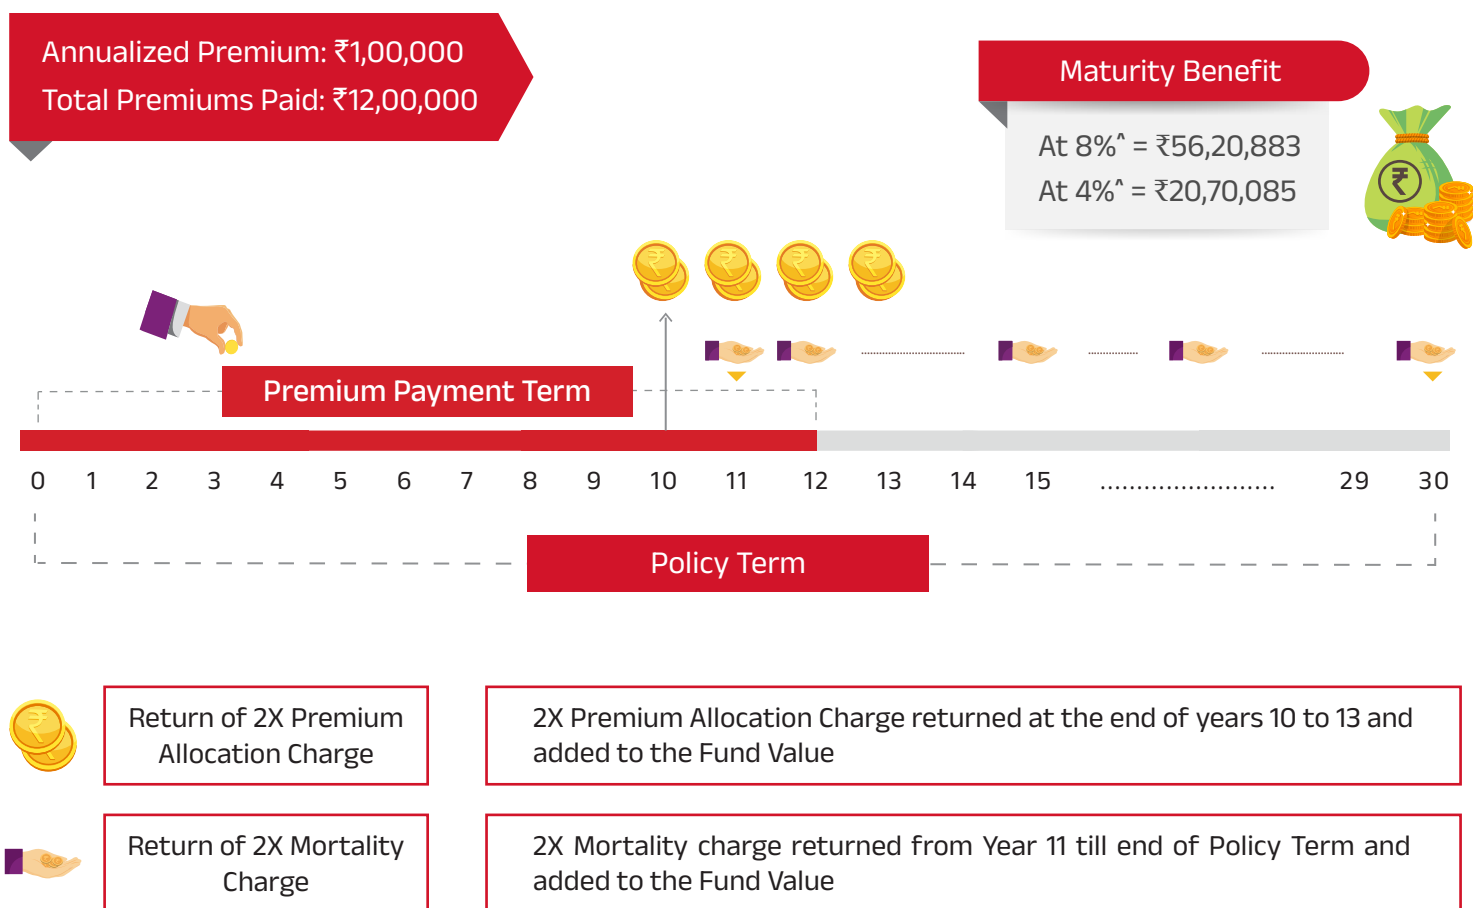 Annualized Premium: ₹1,00,000
Total Premiums Paid: ₹12,00,000
Maturity Benefit
At 8%^ = ₹56,20,883
At 4%^ = ₹20,70,085
₹
₹ ₹ ₹ ₹
Premium Payment Term
0 1 2 3 4 5 6 7 8 9 10 11 12 13 14 15 ........................ 29 30
Policy Term
₹
Return of 2X Premium
Allocation Charge
2X Premium Allocation Charge returned at the end of years 10 to 13 and
added to the Fund Value
Return of 2X Mortality
Charge
2X Mortality charge returned from Year 11 till end of Policy Term and
added to the Fund Value